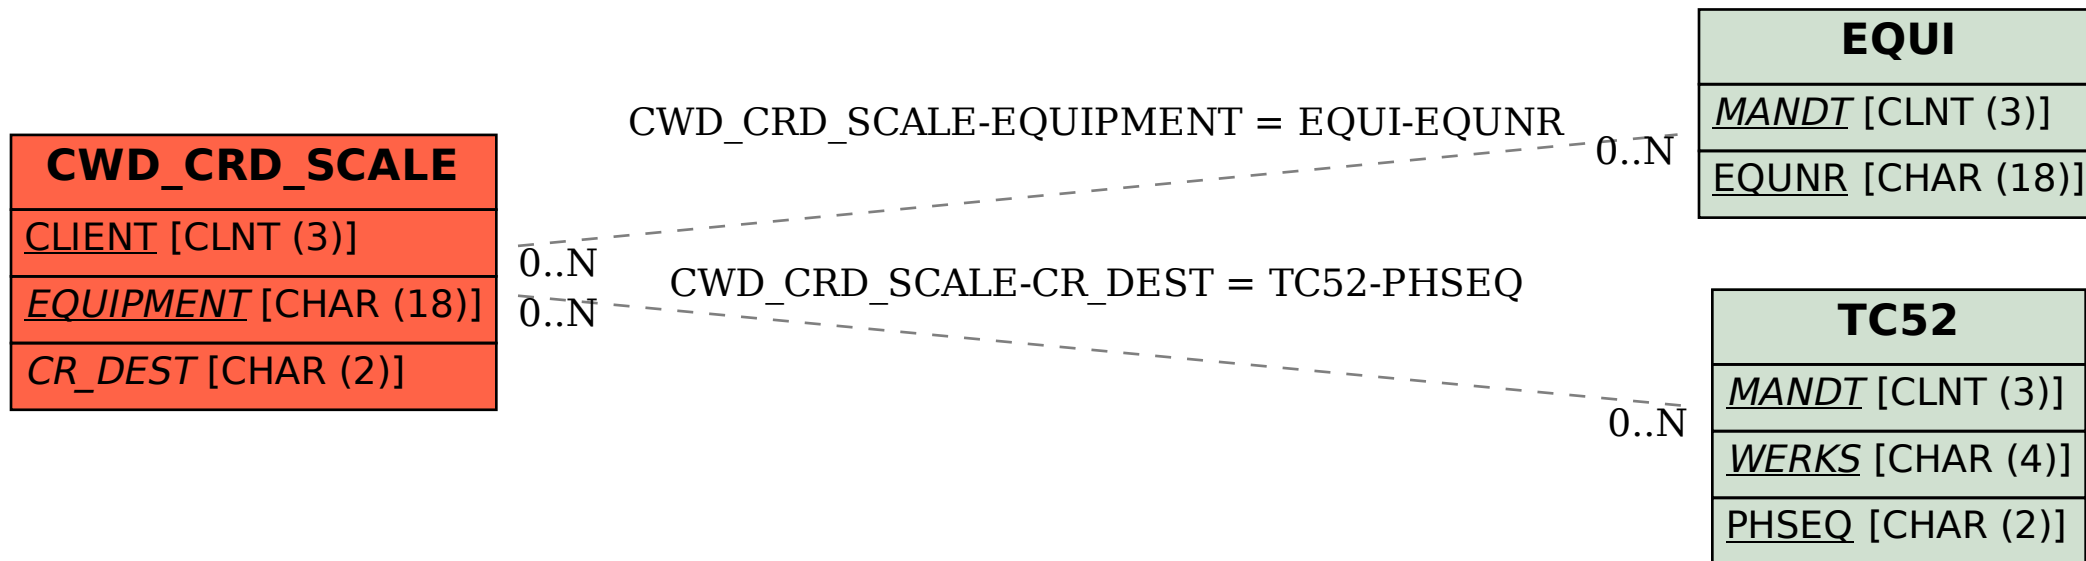 CWD_CRD_SCALE
CLIENT [CLNT (3)]
EQUIPMENT [CHAR (18)]
CR_DEST [CHAR (2)]
CWD_CRD_SCALE-EQUIPMENT = EQUI-EQUNR
0..N
0..N
CWD_CRD_SCALE-CR_DEST = TC52-PHSEQ
0..N
0..N
EQUI
MANDT [CLNT (3)]
EQUNR [CHAR (18)]
TC52
MANDT [CLNT (3)]
WERKS [CHAR (4)]
PHSEQ [CHAR (2)]